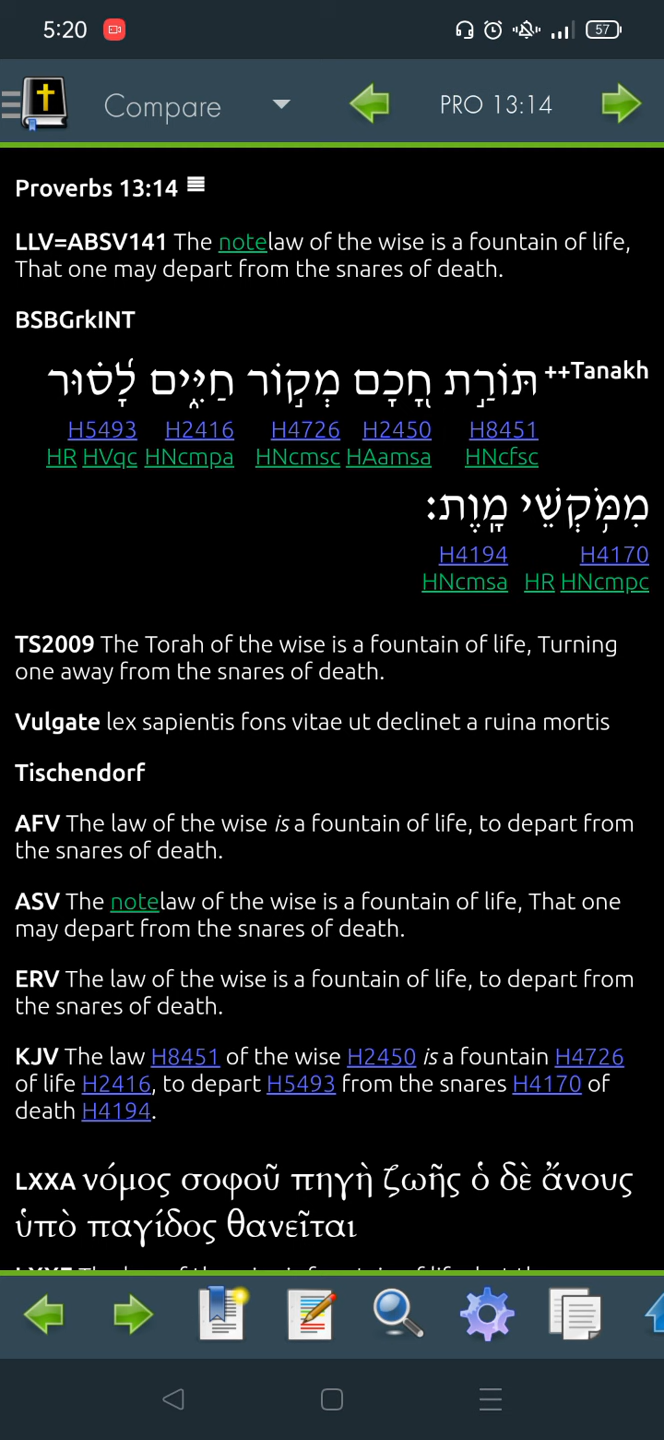 5:20 57
Compare PRO 13:14
Proverbs 13:14
LLV=ABSV141 The notelaw of the wise is a fountain of life,
That one may depart from the snares of death.
BSBGrkINT
++Tanakh תּוֹרַ֣ת חָ֭כָם מְק֣וֹר חַיִּ֑ים לָ֝ס֗וּר
H5493 H2416 H4726 H2450 H8451
HR HVqc HNcmpa HNcmsc HAamsa HNcfsc
מִמֹּ֥קְשֵׁי מָֽוֶת׃
H4194 H4170
HNcmsa HR HNcmpc
TS2009 The Torah of the wise is a fountain of life, Turning
one away from the snares of death.
Vulgate lex sapientis fons vitae ut declinet a ruina mortis
Tischendorf
AFV The law of the wise is a fountain of life, to depart from
the snares of death.
ASV The notelaw of the wise is a fountain of life, That one
may depart from the snares of death.
ERV The law of the wise is a fountain of life, to depart from
the snares of death.
KJV The law H8451 of the wise H2450 is a fountain H4726
of life H2416, to depart H5493 from the snares H4170 of
death H4194.
LXXA νόμος σοφοῦ πηγὴ ζωῆς ὁ δὲ ἄνους
ὑπὸ παγίδος θανεῖται